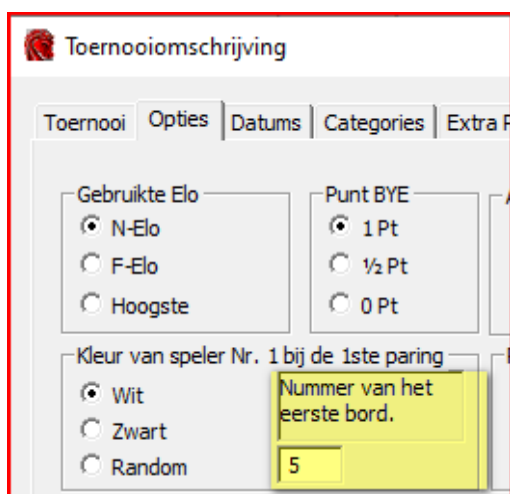 Toernooiomschrijving
Toernooi Opties Datums Categories Extra
Gebruikte Elo Punt BYE
N-Elo 1 Pt
F-Elo ½ Pt
Hoogste 0 Pt
Kleur van speler Nr. 1 bij de 1ste paring
Wit Nummer van het
eerste bord.
Zwart
Random 5